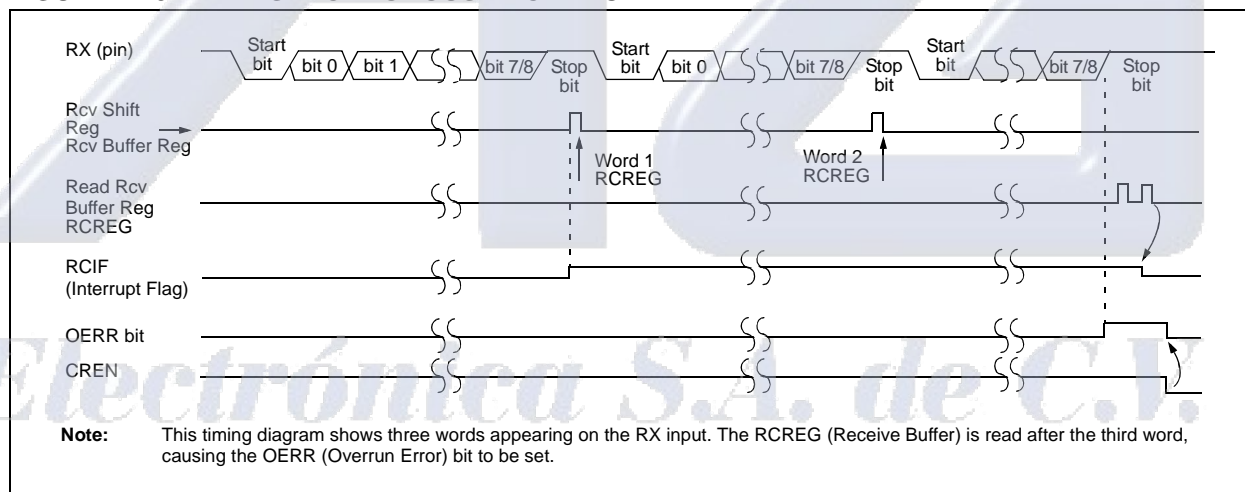 RX (pin)
Start
bit
bit 0
bit 1
bit 7/8
Stop
bit
Start
bit
bit 0
bit 7/8
Stop
bit
Start
bit
bit 7/8
Stop
bit
Rcv Shift
Reg
Rcv Buffer Reg
Word 1
RCREG
Word 2
RCREG
Read Rcv
Buffer Reg
RCREG
RCIF
(Interrupt Flag)
OERR bit
CREN
Electrónica S.A. de C.V.
Note: This timing diagram shows three words appearing on the RX input. The RCREG (Receive Buffer) is read after the third word,
causing the OERR (Overrun Error) bit to be set.